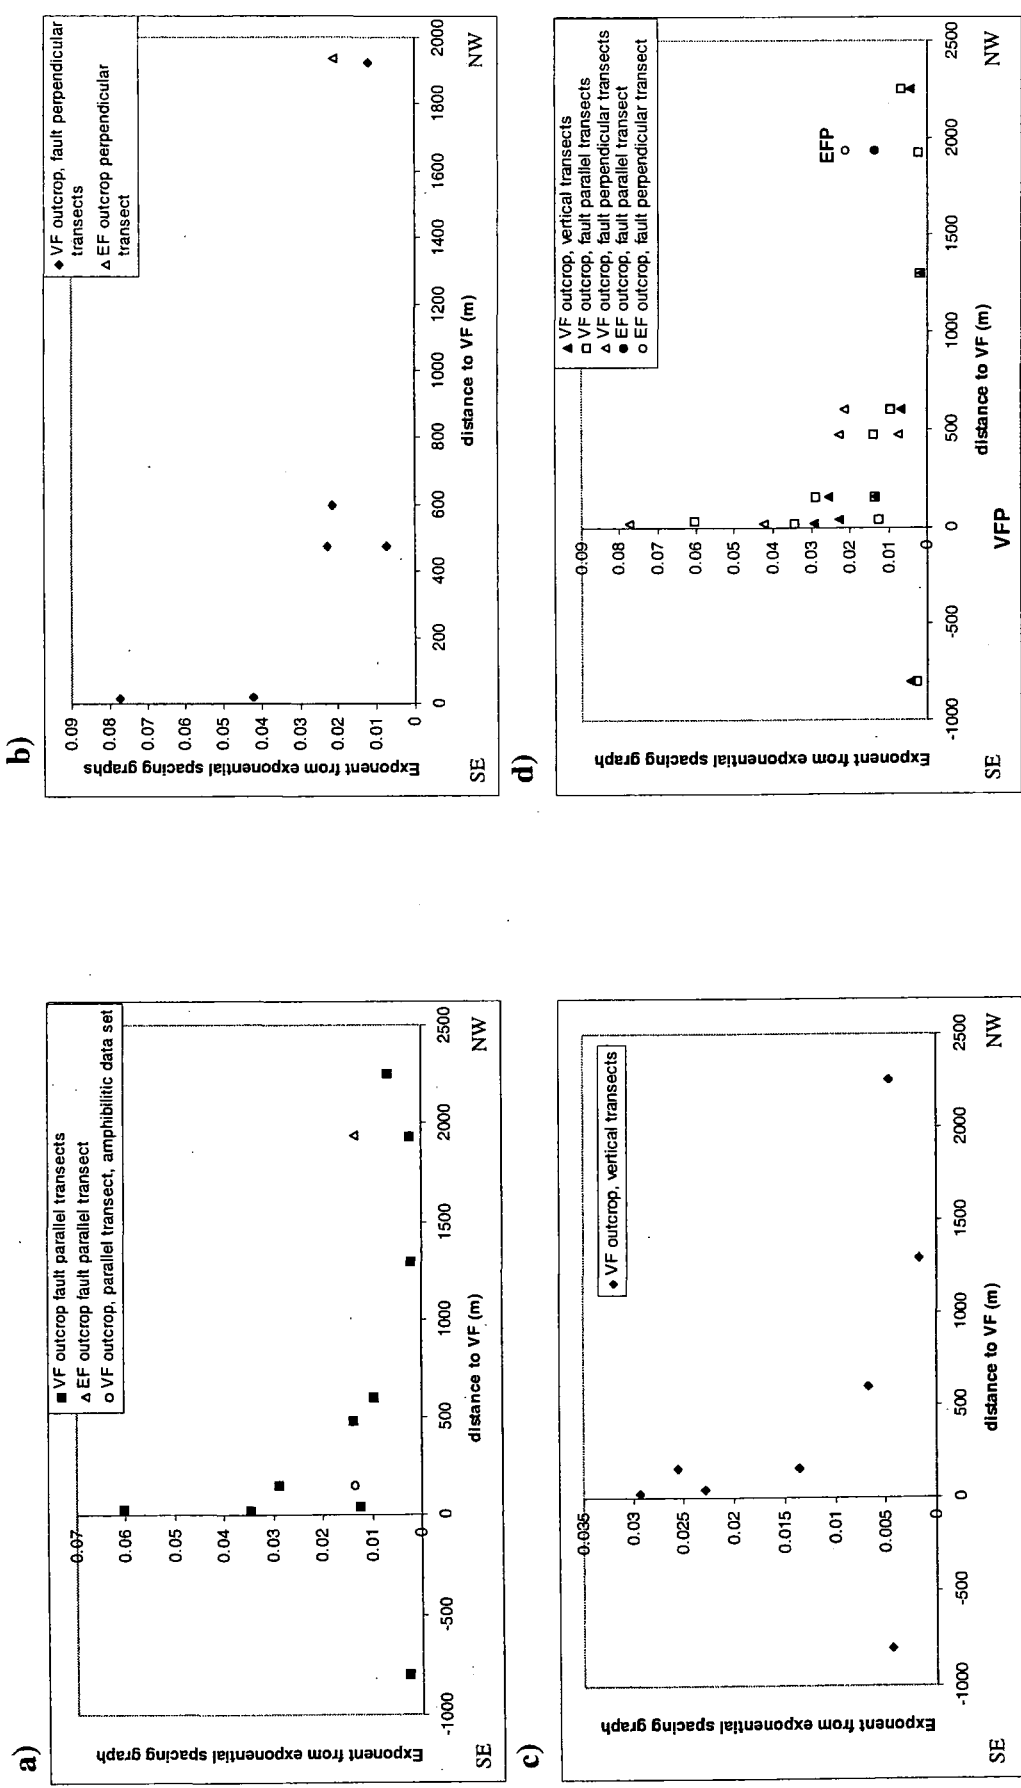 a)
Exponent from exponential spacing graph
0.07
0.06
0.05
0.04
0.03
0.02
0.01
0
-1000
-500
0
500
1000
1500
2000
2500
distance to VF (m)
SE
NW
VF outcrop fault parallel transects
EF outcrop fault parallel transect
VF outcrop, parallel transect, amphibilitic data set
b)
Exponent from exponential spacing graphs
0.09
0.08
0.07
0.06
0.05
0.04
0.03
0.02
0.01
0
0
200
400
600
800
1000
1200
1400
1600
1800
2000
distance to VF (m)
SE
NW
VF outcrop, fault perpendicular
transects
EF outcrop perpendicular
transect
c)
Exponent from exponential spacing graph
0.035
0.03
0.025
0.02
0.015
0.01
0.005
0
-1000
-500
0
500
1000
1500
2000
2500
distance to VF (m)
SE
NW
VF outcrop, vertical transects
d)
Exponent from exponential spacing graph
0.09
0.08
0.07
0.06
0.05
0.04
0.03
0.02
0.01
0
-1000
-500
0
500
1000
1500
2000
2500
distance to VF (m)
SE
VFP
NW
EFP
VF outcrop, vertical transects
VF outcrop, fault parallel transects
VF outcrop, fault perpendicular transects
EF outcrop, fault parallel transect
EF outcrop, fault perpendicular transect